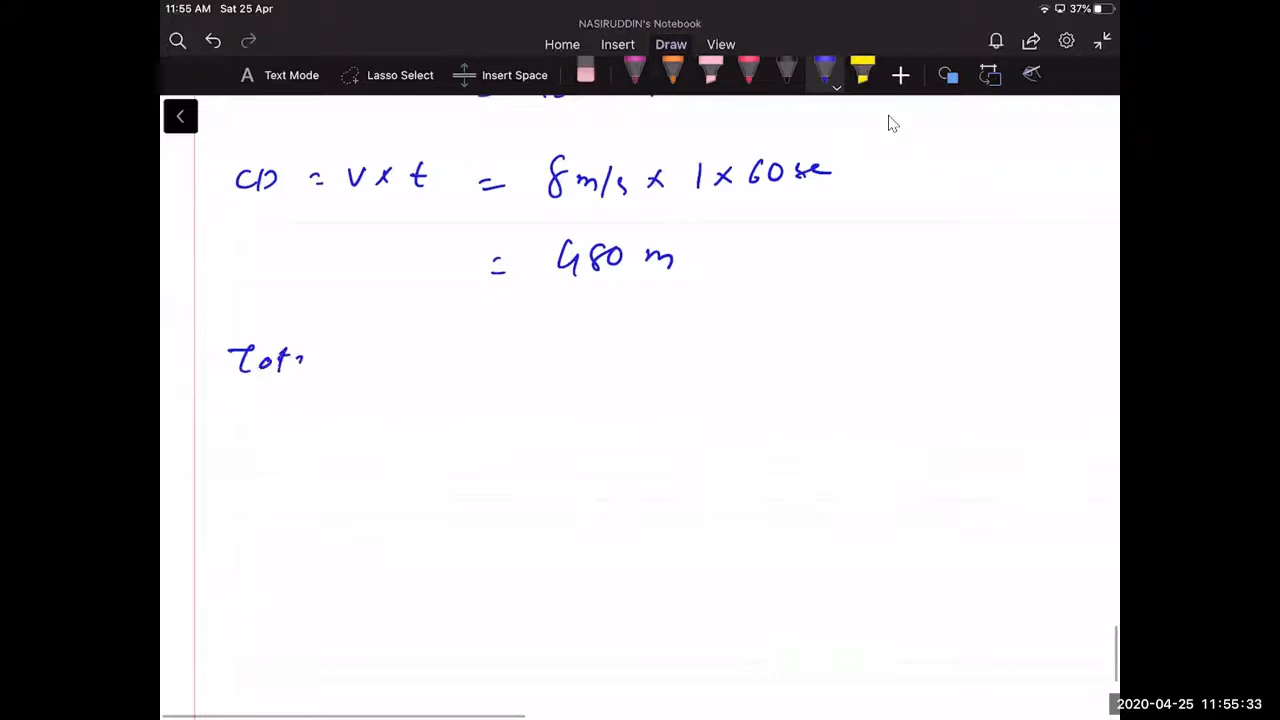 11:55 AM Sat 25 Apr
37%
NASIRUDDIN's Notebook
Home Insert Draw View
A Text Mode Lasso Select Insert Space
CD = V x t = 8 m/s x 1 x 60 se
= 480 m
Tot
2020-04-25 11:55:33